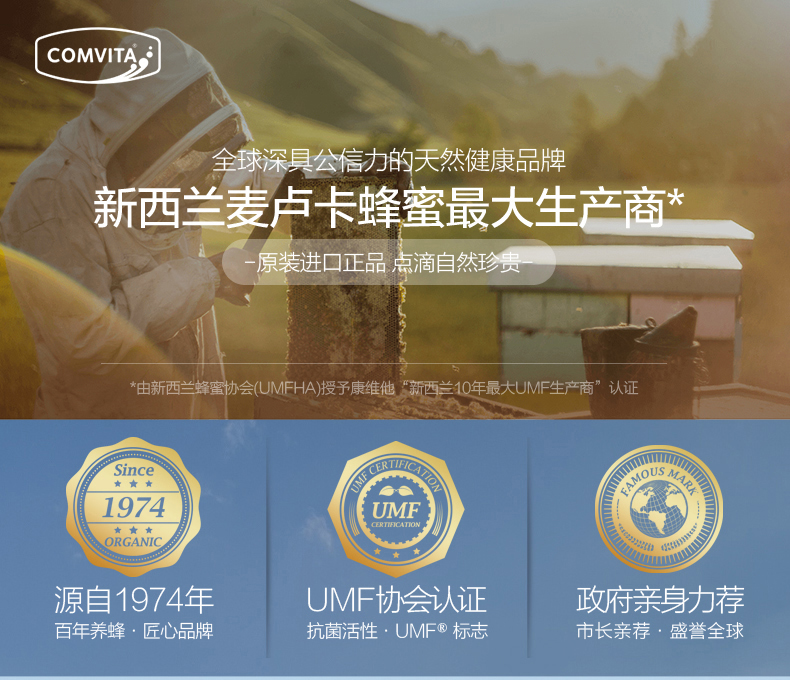 COMVITA
全球深具公信力的天然健康品牌
新西兰麦卢卡蜂蜜最大生产商*
-原装进口正品 点滴自然珍贵-
*由新西兰蜂蜜协会(UMFHA)授予康维他“新西兰10年最大UMF生产商”认证
Since
1974
ORGANIC
UMF CERTIFICATION
UMF
CERTIFICATION
FAMOUS MARK
源自1974年
UMF协会认证
政府亲身力荐
百年养蜂·匠心品牌
抗菌活性·UMF® 标志
市长亲荐·盛誉全球